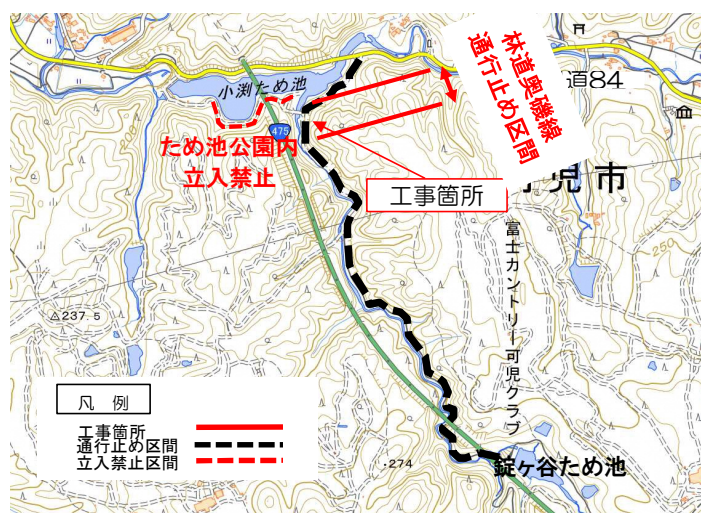 林道奥磯線
通行止め区間
小渕ため池
道84
475
ため池公園内
立入禁止
工事箇所
児市
富士カントリー可児クラブ
250
△237.5
凡 例
工事箇所
通行止め区間
立入禁止区間
・274
錠ヶ谷ため池